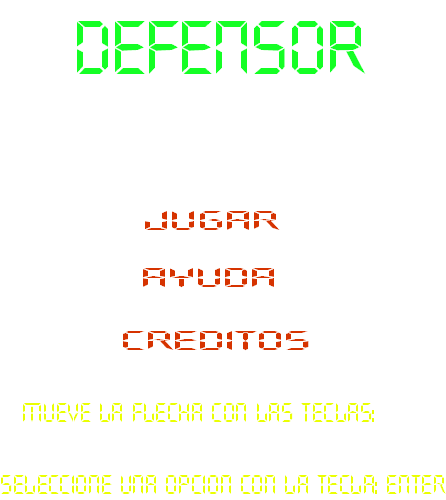 DEFENSOR
JUGAR
AYUDA
CREDITOS
MUEVE LA FLECHA CON LAS TECLAS:
SELECCIONE UNA OPCION CON LA TECLA: ENTER